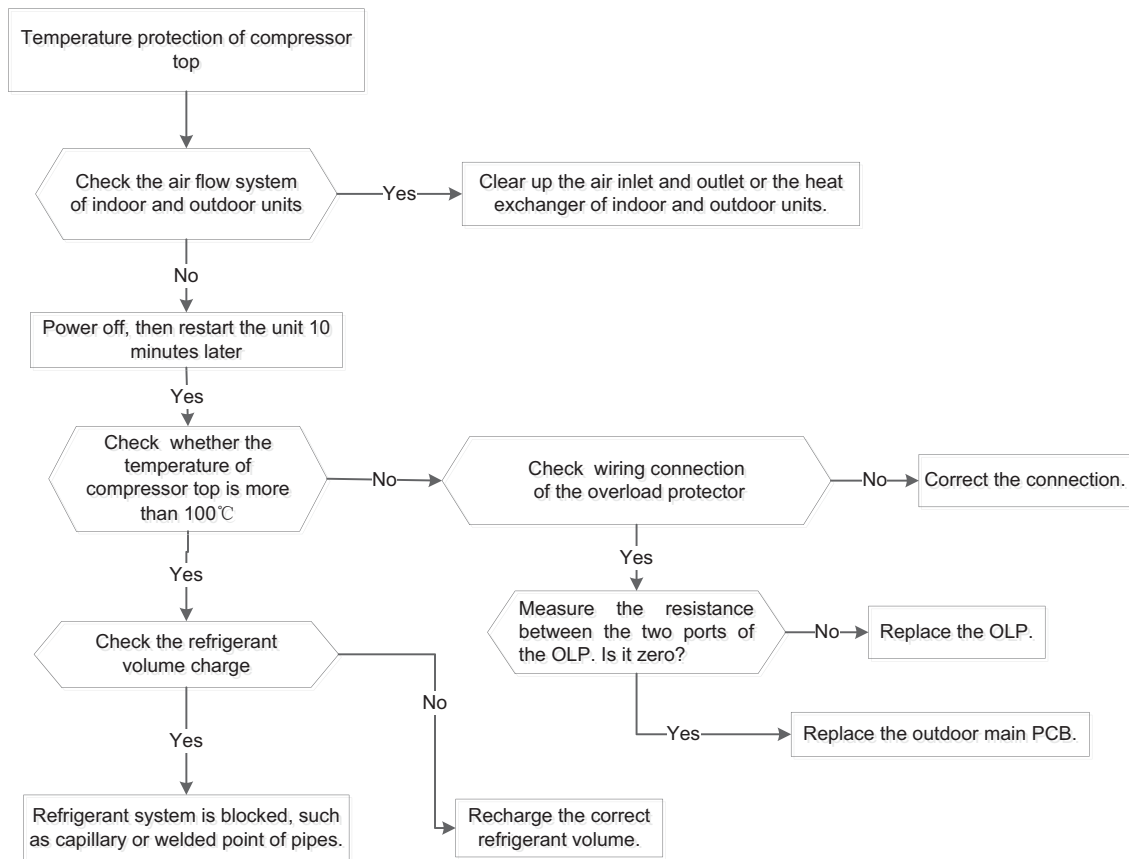 Temperature protection of compressor
top
Check the air flow system
of indoor and outdoor units
Yes
Clear up the air inlet and outlet or the heat
exchanger of indoor and outdoor units.
No
Power off, then restart the unit 10
minutes later
Yes
Check whether the
temperature of
compressor top is more
than 100℃
No
Check wiring connection
of the overload protector
No
Correct the connection.
Yes
Yes
Measure the resistance
between the two ports of
the OLP. Is it zero?
No
Replace the OLP.
Check the refrigerant
volume charge
No
Yes
Replace the outdoor main PCB.
Yes
Refrigerant system is blocked, such
as capillary or welded point of pipes.
Recharge the correct
refrigerant volume.